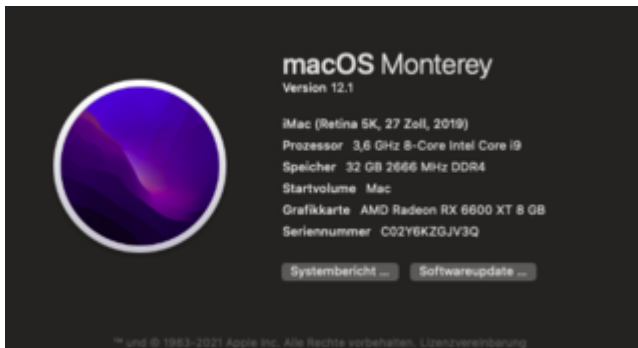 macOS Monterey
Version 12.1
iMac (Retina 5K, 27 Zoll, 2019)
Prozessor 3,6 GHz 8-Core Intel Core i9
Speicher 32 GB 2666 MHz DDR4
Startvolume Mac
Grafikkarte AMD Radeon RX 6600 XT 8 GB
Seriennummer C02Y6KZGJV3Q
Systembericht ... Softwareupdate ...
™ und © 1983-2021 Apple Inc. Alle Rechte vorbehalten. Lizenzvereinbarung